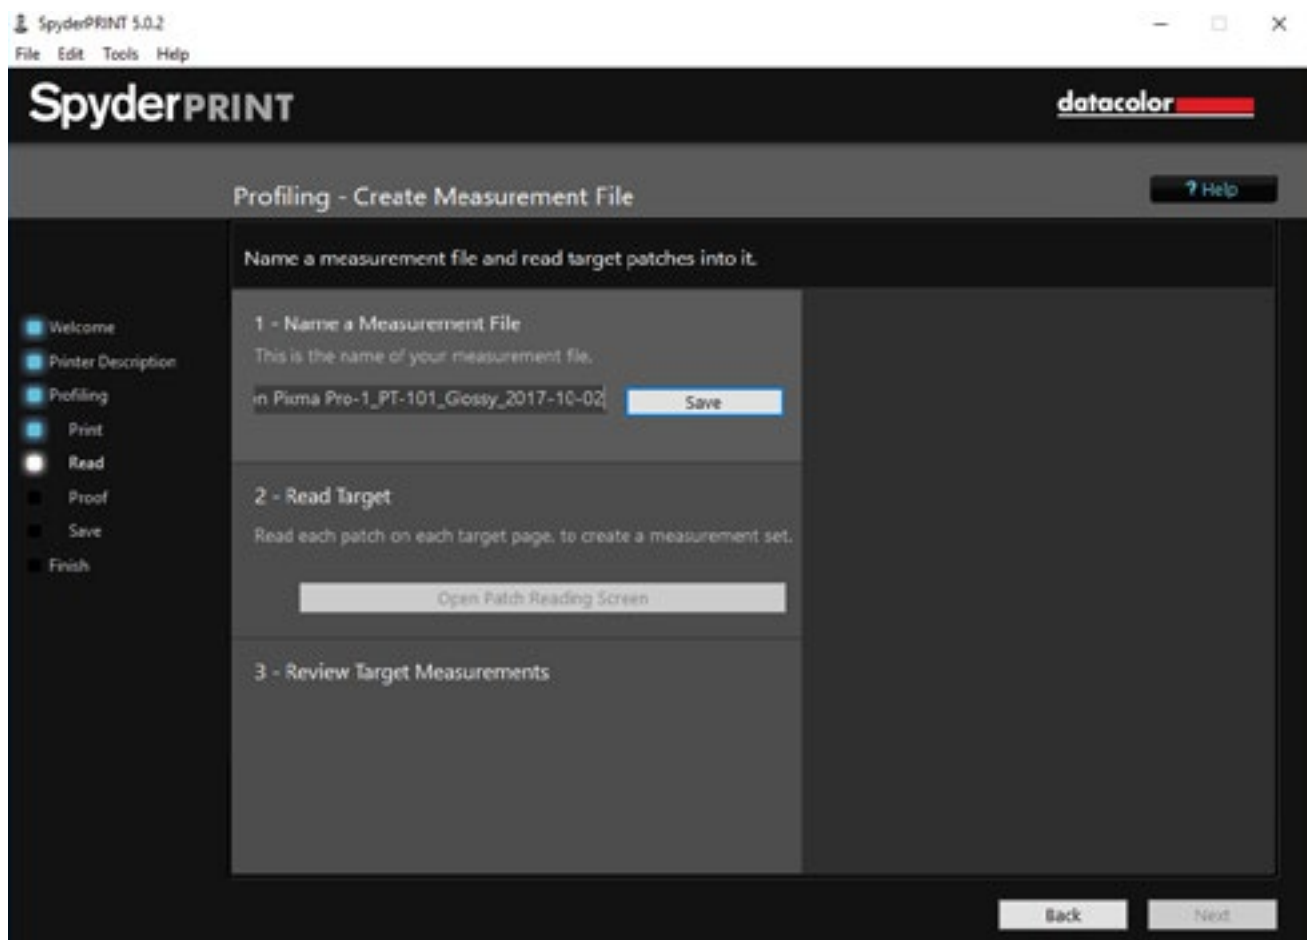 SpyderPRINT 5.0.2
File Edit Tools Help
SpyderPRINT
datacolor
Profiling - Create Measurement File
? Help
Name a measurement file and read target patches into it.
Welcome
Printer Description
Profiling
Print
Read
Proof
Save
Finish
1 - Name a Measurement File
This is the name of your measurement file.
n Pixma Pro-1_PT-101_Glossy_2017-10-02
Save
2 - Read Target
Read each patch on each target page, to create a measurement set.
Open Patch Reading Screen
3 - Review Target Measurements
Back
Next